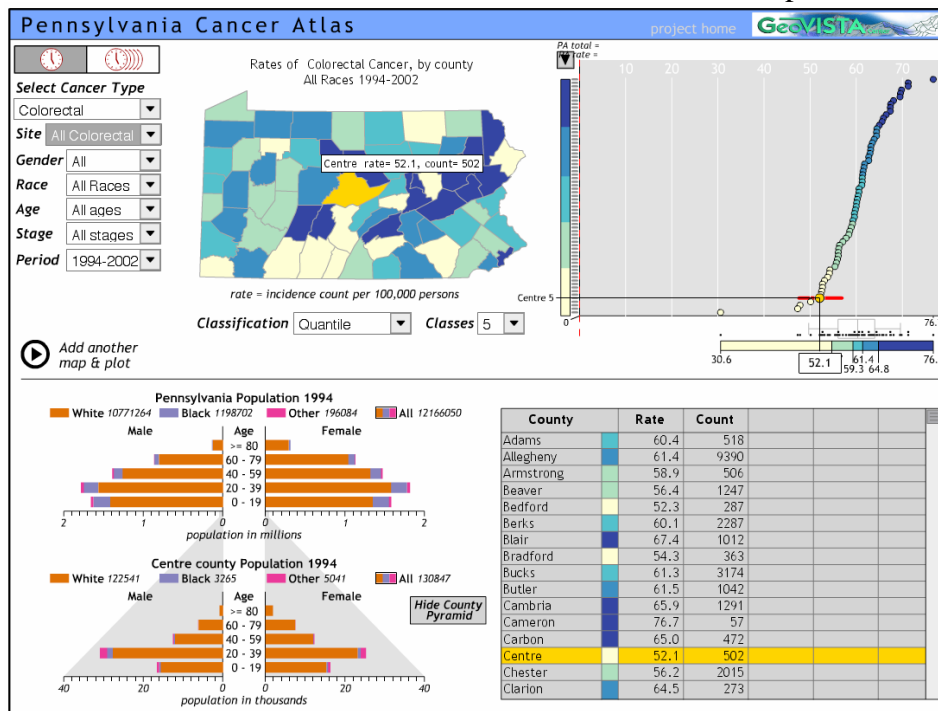 Pennsylvania Cancer Atlas
project home
GeoVISTA
Select Cancer Type
Colorectal
Site All Colorectal
Gender All
Race All Races
Age All ages
Stage All stages
Period 1994-2002
Rates of Colorectal Cancer, by county
All Races 1994-2002
Centre rate= 52.1, count= 502
rate = incidence count per 100,000 persons
Classification Quantile Classes 5
Add another
map & plot
PA total =
rate =
10 20 30 40 50 60 70
Centre 5
0 76.
30.6 52.1 61.4 76.
59.3 64.8
Pennsylvania Population 1994
White 10771264 Black 1198702 Other 196084 All 12166050
Male Age Female
>= 80
60 - 79
40 - 59
20 - 39
0 - 19
2 1 0 0 1 2
population in millions
Centre county Population 1994
White 122541 Black 3265 Other 5041 All 130847
Male Age Female
>= 80
60 - 79
40 - 59
20 - 39
0 - 19
40 20 0 0 20 40
population in thousands
Hide County
Pyramid
County Rate Count
Adams 60.4 518
Allegheny 61.4 9390
Armstrong 58.9 506
Beaver 56.4 1247
Bedford 52.3 287
Berks 60.1 2287
Blair 67.4 1012
Bradford 54.3 363
Bucks 61.3 3174
Butler 61.5 1042
Cambria 65.9 1291
Cameron 76.7 57
Carbon 65.0 472
Centre 52.1 502
Chester 56.2 2015
Clarion 64.5 273